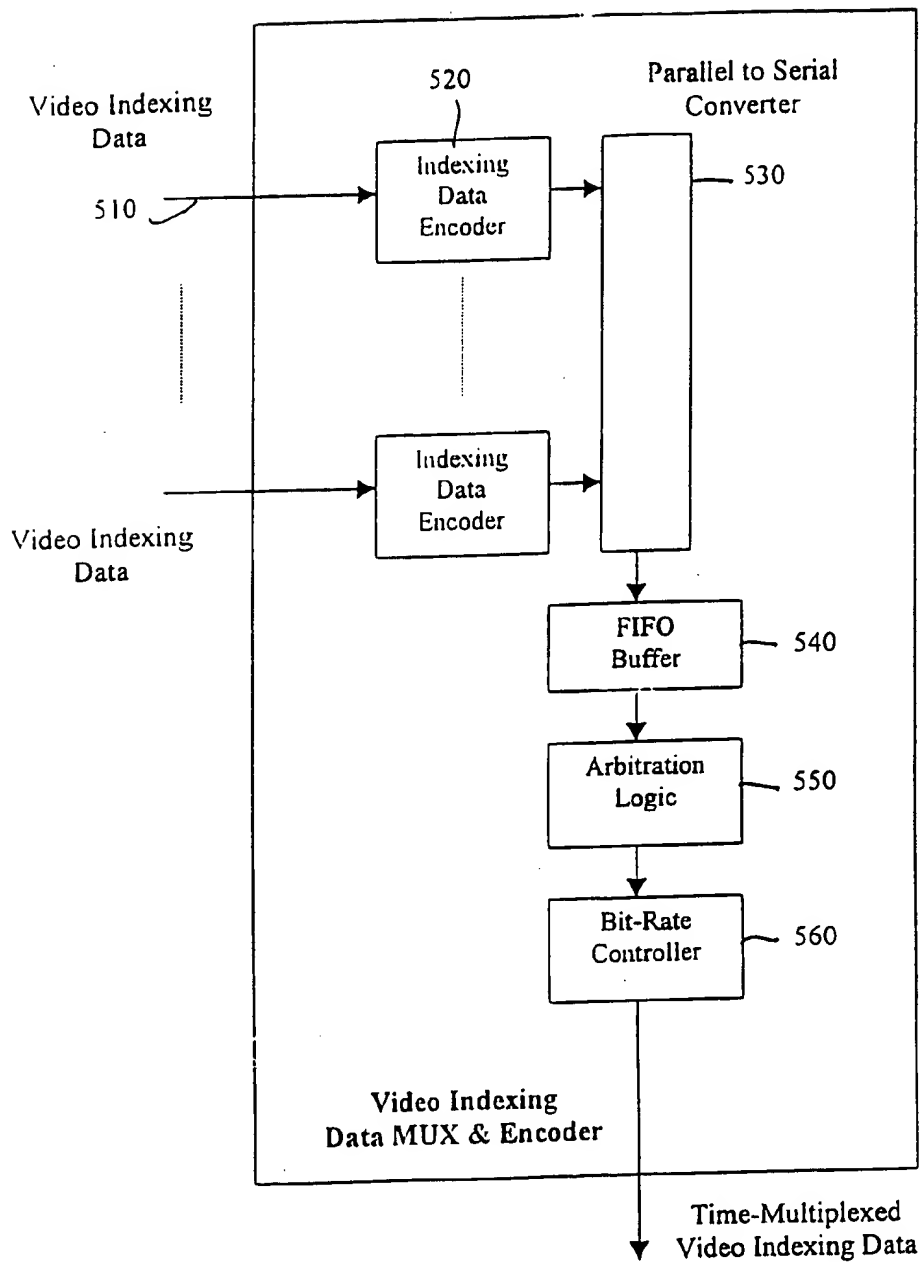 520
Parallel to Serial
Converter
Video Indexing
Data
Indexing
Data
Encoder
530
510
Indexing
Data
Encoder
Video Indexing
Data
FIFO
Buffer
540
Arbitration
Logic
550
Bit-Rate
Controller
560
Video Indexing
Data MUX & Encoder
Time-Multiplexed
Video Indexing Data